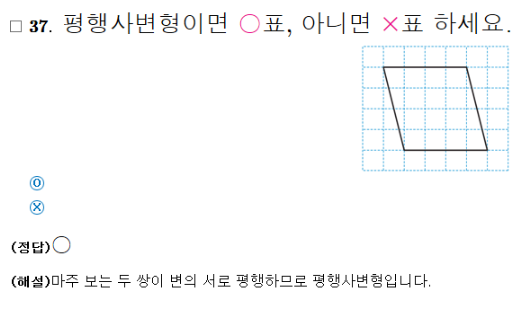 □ 37. 평행사변형이면 ○표, 아니면 ×표 하세요.
ⓞ
ⓧ
(정답)○
(해설)마주 보는 두 쌍이 변의 서로 평행하므로 평행사변형입니다.